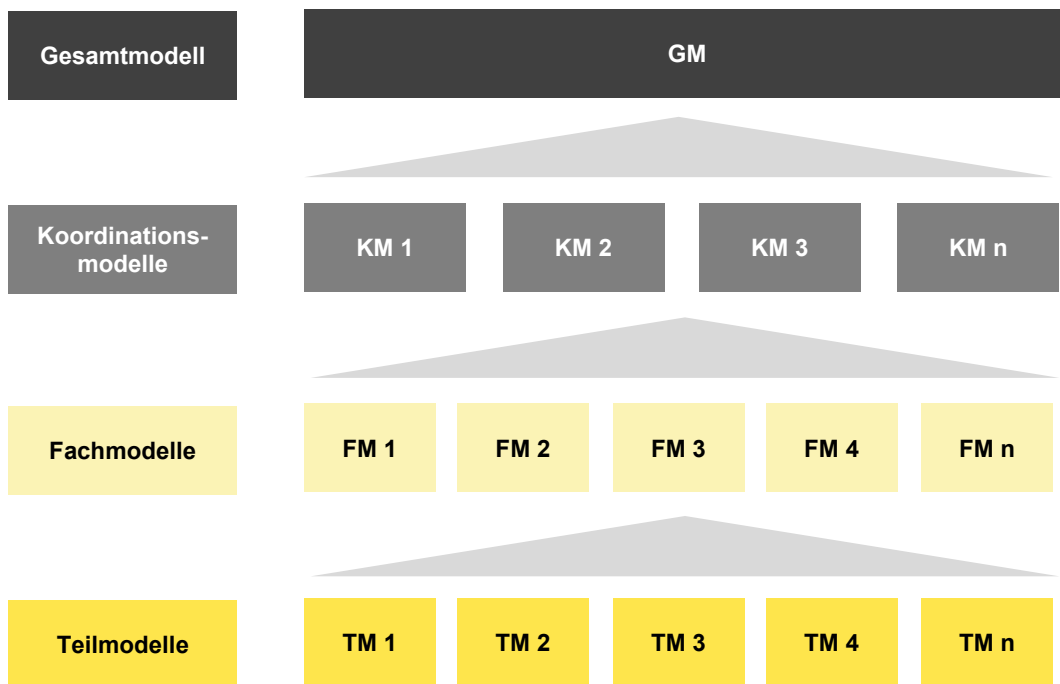 Gesamtmodell
GM
Koordinations-
modelle
KM 1
KM 2
KM 3
KM n
Fachmodelle
FM 1
FM 2
FM 3
FM 4
FM n
Teilmodelle
TM 1
TM 2
TM 3
TM 4
TM n